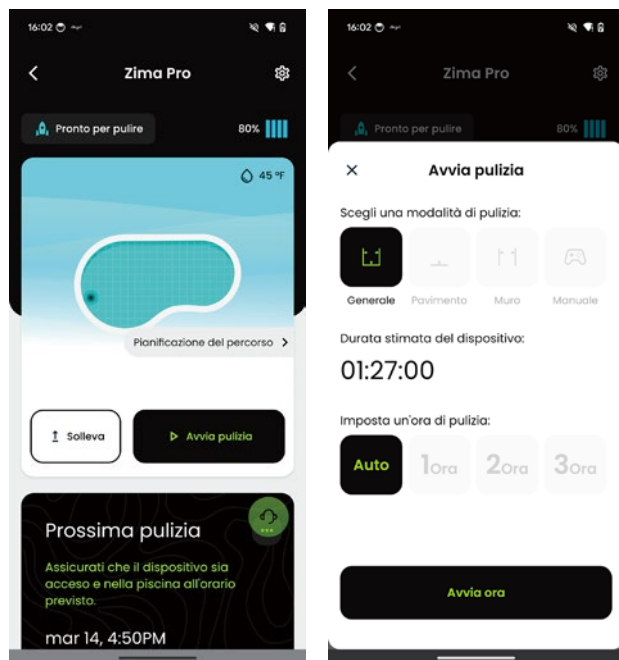 16:02
Zima Pro
Pronto per pulire
80%
45 °F
Pianificazione del percorso
Solleva
Avvia pulizia
Prossima pulizia
Assicurati che il dispositivo sia
acceso e nella piscina all'orario
previsto.
mar 14, 4:50PM
16:02
Zima Pro
Pronto per pulire
80%
Avvia pulizia
Scegli una modalità di pulizia:
Generale Pavimento Muro Manuale
Durata stimata del dispositivo:
01:27:00
Imposta un'ora di pulizia:
Auto 1Ora 2Ora 3Ora
Avvia ora